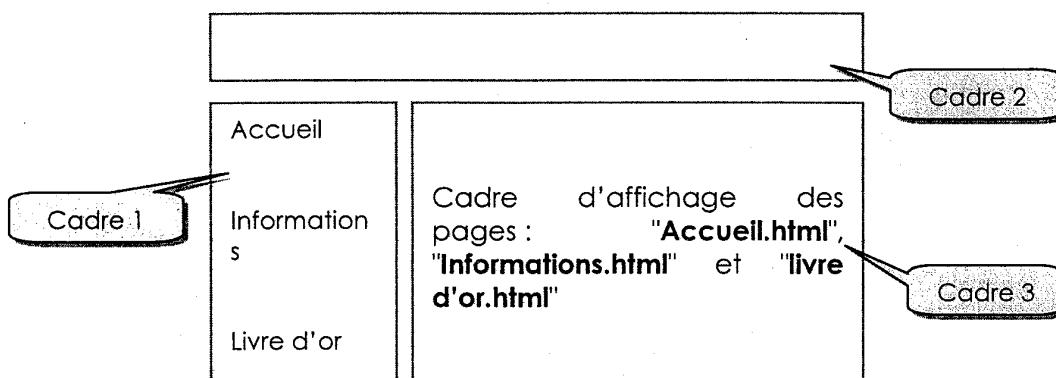 Cadre 2
Accueil
Cadre 1
Information
s
Livre d'or
Cadre d'affichage des
pages : "Accueil.html",
"Informations.html" et "livre
d'or.html"
Cadre 3